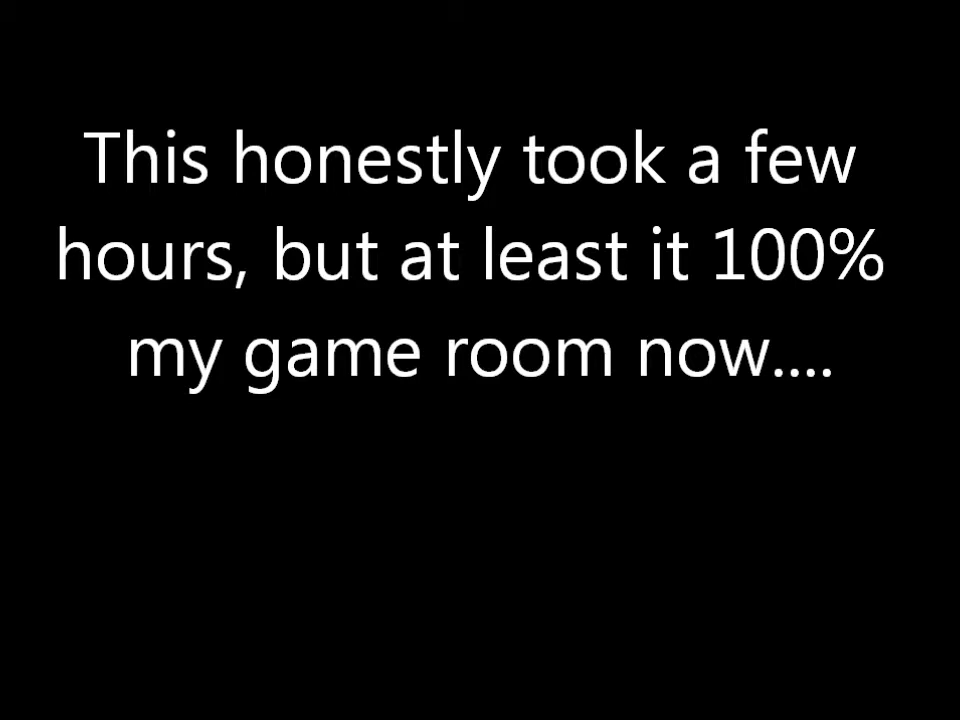 This honestly took a few
hours, but at least it 100%
my game room now....